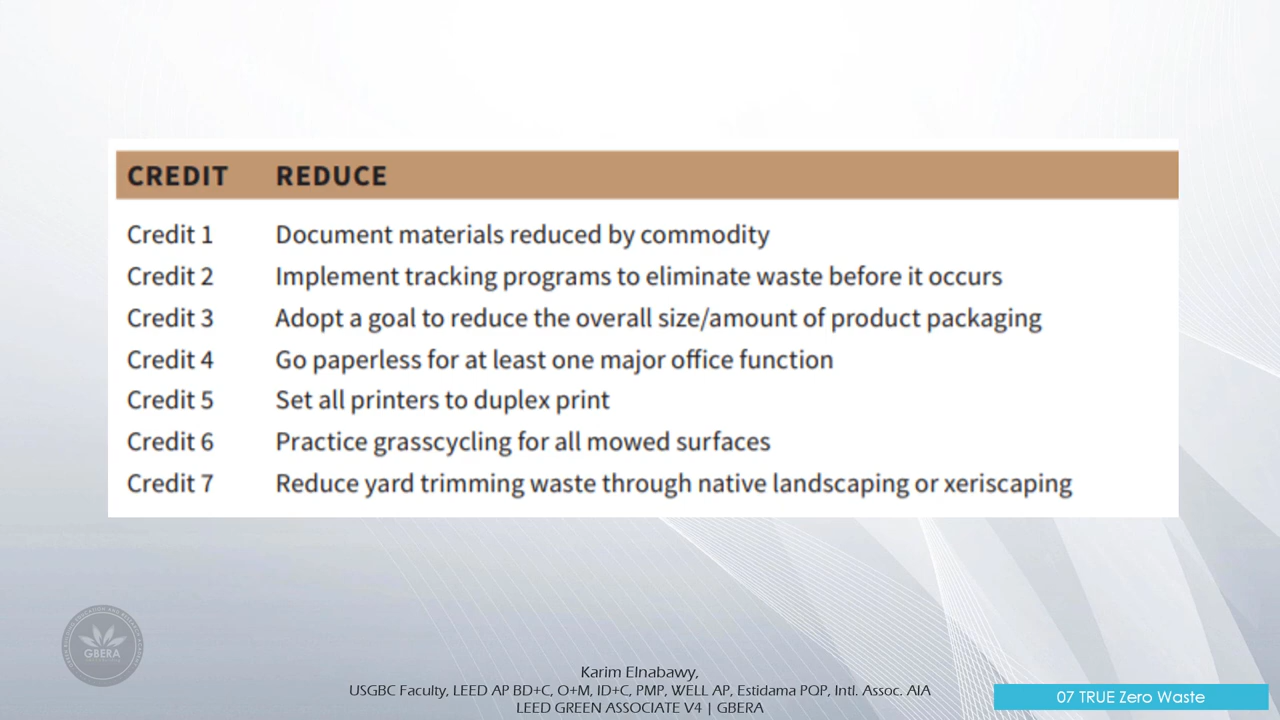 CREDIT REDUCE
Credit 1 Document materials reduced by commodity
Credit 2 Implement tracking programs to eliminate waste before it occurs
Credit 3 Adopt a goal to reduce the overall size/amount of product packaging
Credit 4 Go paperless for at least one major office function
Credit 5 Set all printers to duplex print
Credit 6 Practice grasscycling for all mowed surfaces
Credit 7 Reduce yard trimming waste through native landscaping or xeriscaping
GBERA
Karim Elnabawy,
USGBC Faculty, LEED AP BD+C, O+M, ID+C, PMP, WELL AP, Estidama POP, Intl. Assoc. AIA
LEED GREEN ASSOCIATE V4 | GBERA
07 TRUE Zero Waste